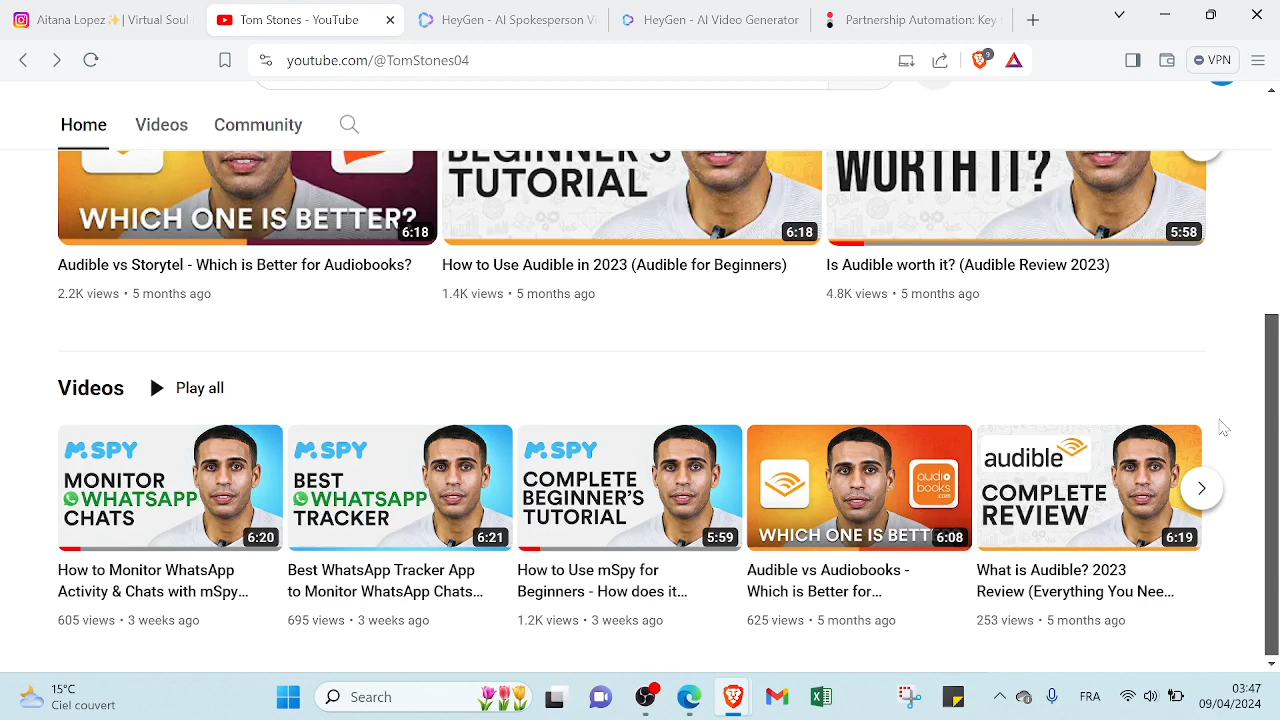 Aitana Lopez✨ | Virtual Soul
Tom Stones - YouTube
HeyGen - AI Spokesperson Vi
HeyGen - AI Video Generator
Partnership Automation: Key
youtube.com/@TomStones04
9
VPN
Home
Videos
Community
WHICH ONE IS BETTER?
6:18
BEGINNER'S
TUTORIAL
6:18
WORTH IT?
5:58
Audible vs Storytel - Which is Better for Audiobooks?
2.2K views • 5 months ago
How to Use Audible in 2023 (Audible for Beginners)
1.4K views • 5 months ago
Is Audible worth it? (Audible Review 2023)
4.8K views • 5 months ago
Videos
Play all
mSPY
MONITOR
WHATSAPP
CHATS
6:20
mSPY
BEST
WHATSAPP
TRACKER
6:21
mSPY
COMPLETE
BEGINNER'S
TUTORIAL
5:59
audio
books
.com
WHICH ONE IS BETT
6:08
audible
COMPLETE
REVIEW
6:19
How to Monitor WhatsApp
Activity & Chats with mSpy...
605 views • 3 weeks ago
Best WhatsApp Tracker App
to Monitor WhatsApp Chats...
695 views • 3 weeks ago
How to Use mSpy for
Beginners - How does it...
1.2K views • 3 weeks ago
Audible vs Audiobooks -
Which is Better for...
625 views • 5 months ago
What is Audible? 2023
Review (Everything You Nee...
253 views • 5 months ago
15°C
Ciel couvert
Search
FRA
03:47
09/04/2024